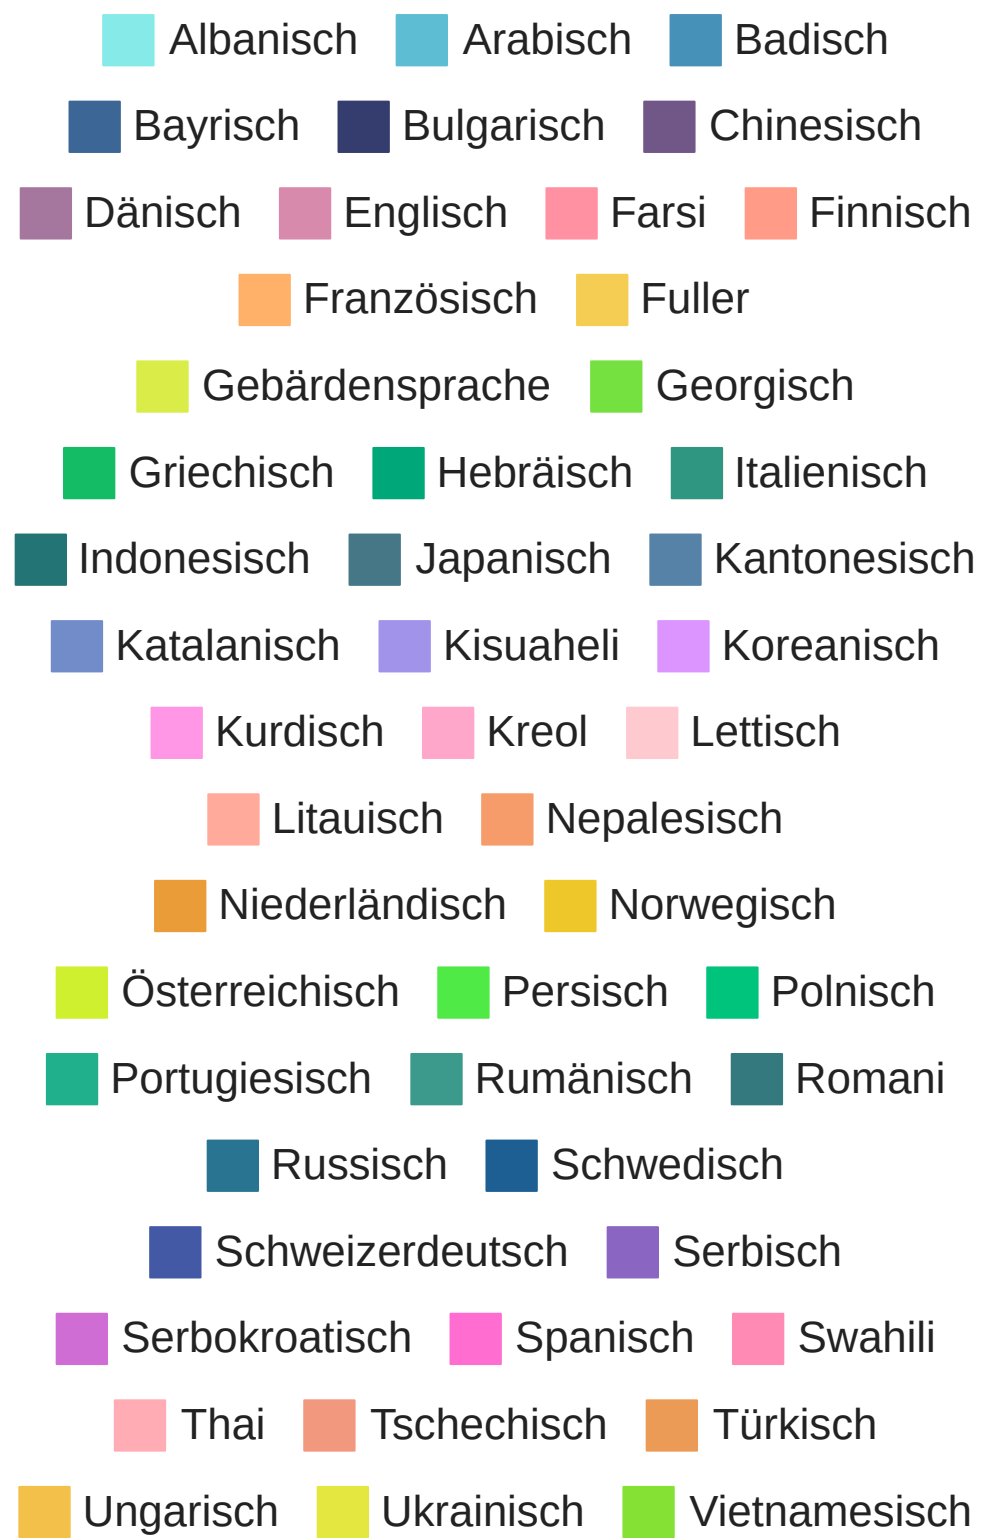 Albanisch Arabisch Badisch
Bayrisch Bulgarisch Chinesisch
Dänisch Englisch Farsi Finnisch
Französisch Fuller
Gebärdensprache Georgisch
Griechisch Hebräisch Italienisch
Indonesisch Japanisch Kantonesisch
Katalanisch Kisuaheli Koreanisch
Kurdisch Kreol Lettisch
Litauisch Nepalesisch
Niederländisch Norwegisch
Österreichisch Persisch Polnisch
Portugiesisch Rumänisch Romani
Russisch Schwedisch
Schweizerdeutsch Serbisch
Serbokroatisch Spanisch Swahili
Thai Tschechisch Türkisch
Ungarisch Ukrainisch Vietnamesisch